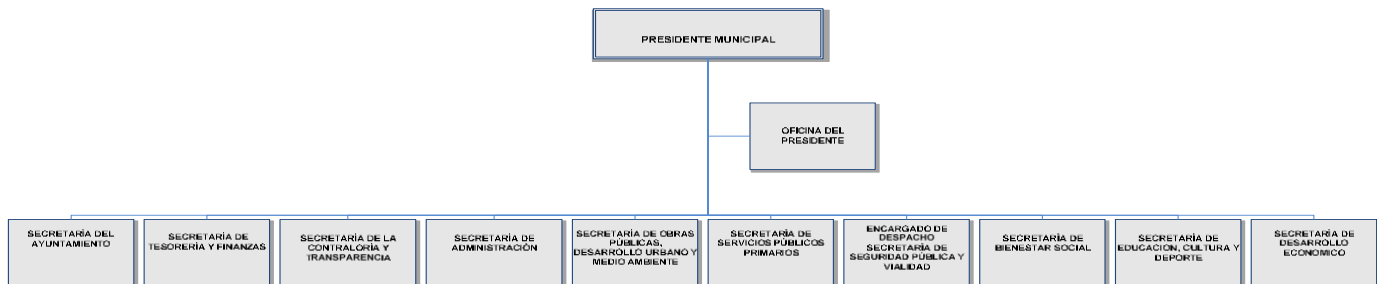 PRESIDENTE MUNICIPAL
OFICINA DEL
PRESIDENTE
SECRETARÍA DEL
AYUNTAMIENTO
SECRETARÍA DE
TESORERÍA Y FINANZAS
SECRETARÍA DE LA
CONTRALORÍA Y
TRANSPARENCIA
SECRETARÍA DE
ADMINISTRACIÓN
SECRETARÍA DE OBRAS
PÚBLICAS,
DESARROLLO URBANO Y
MEDIO AMBIENTE
SECRETARÍA DE
SERVICIOS PÚBLICOS
PRIMARIOS
ENCARGADO DE
DESPACHO
SECRETARÍA DE
SEGURIDAD PÚBLICA Y
VIALIDAD
SECRETARÍA DE
BIENESTAR SOCIAL
SECRETARÍA DE
EDUCACIÓN, CULTURA Y
DEPORTE
SECRETARÍA DE
DESARROLLO
ECONÓMICO